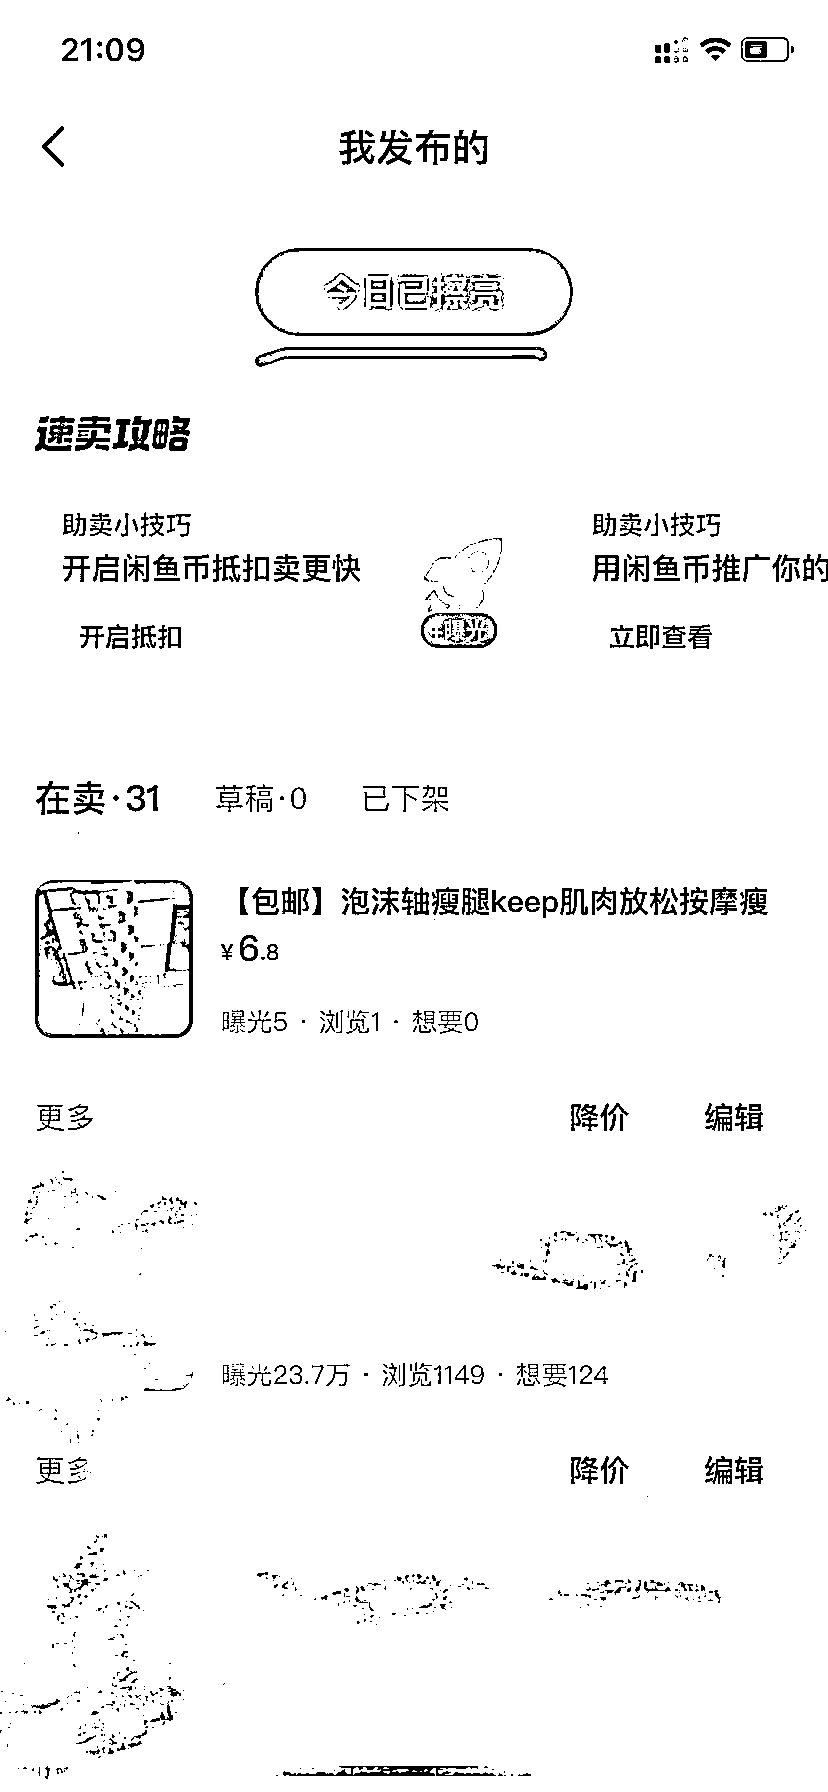 21:09
我发布的
今日已擦亮
速卖攻略
助卖小技巧
开启闲鱼币抵扣卖更快
开启抵扣
曝光
助卖小技巧
用闲鱼币推广你的
立即查看
在卖·31 草稿·0 已下架
【包邮】泡沫轴瘦腿keep肌肉放松按摩瘦
¥6.8
曝光5 · 浏览1 · 想要0
更多 降价 编辑
曝光23.7万 · 浏览1149 · 想要124
更多 降价 编辑